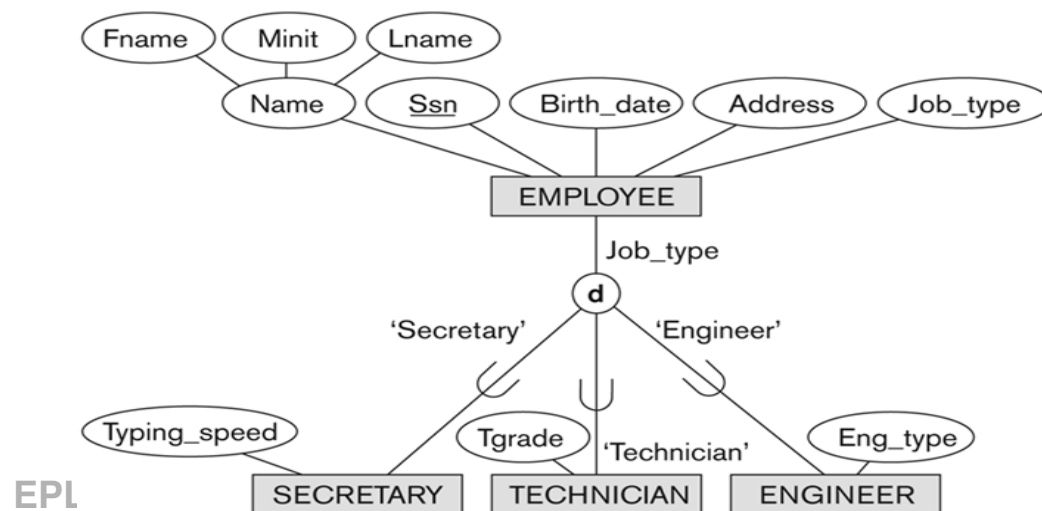 Fname Minit Lname
Name Ssn Birth_date Address Job_type
EMPLOYEE
Job_type
d
‘Secretary’ ‘Engineer’
Typing_speed Tgrade ‘Technician’ Eng_type
SECRETARY TECHNICIAN ENGINEER
EPL